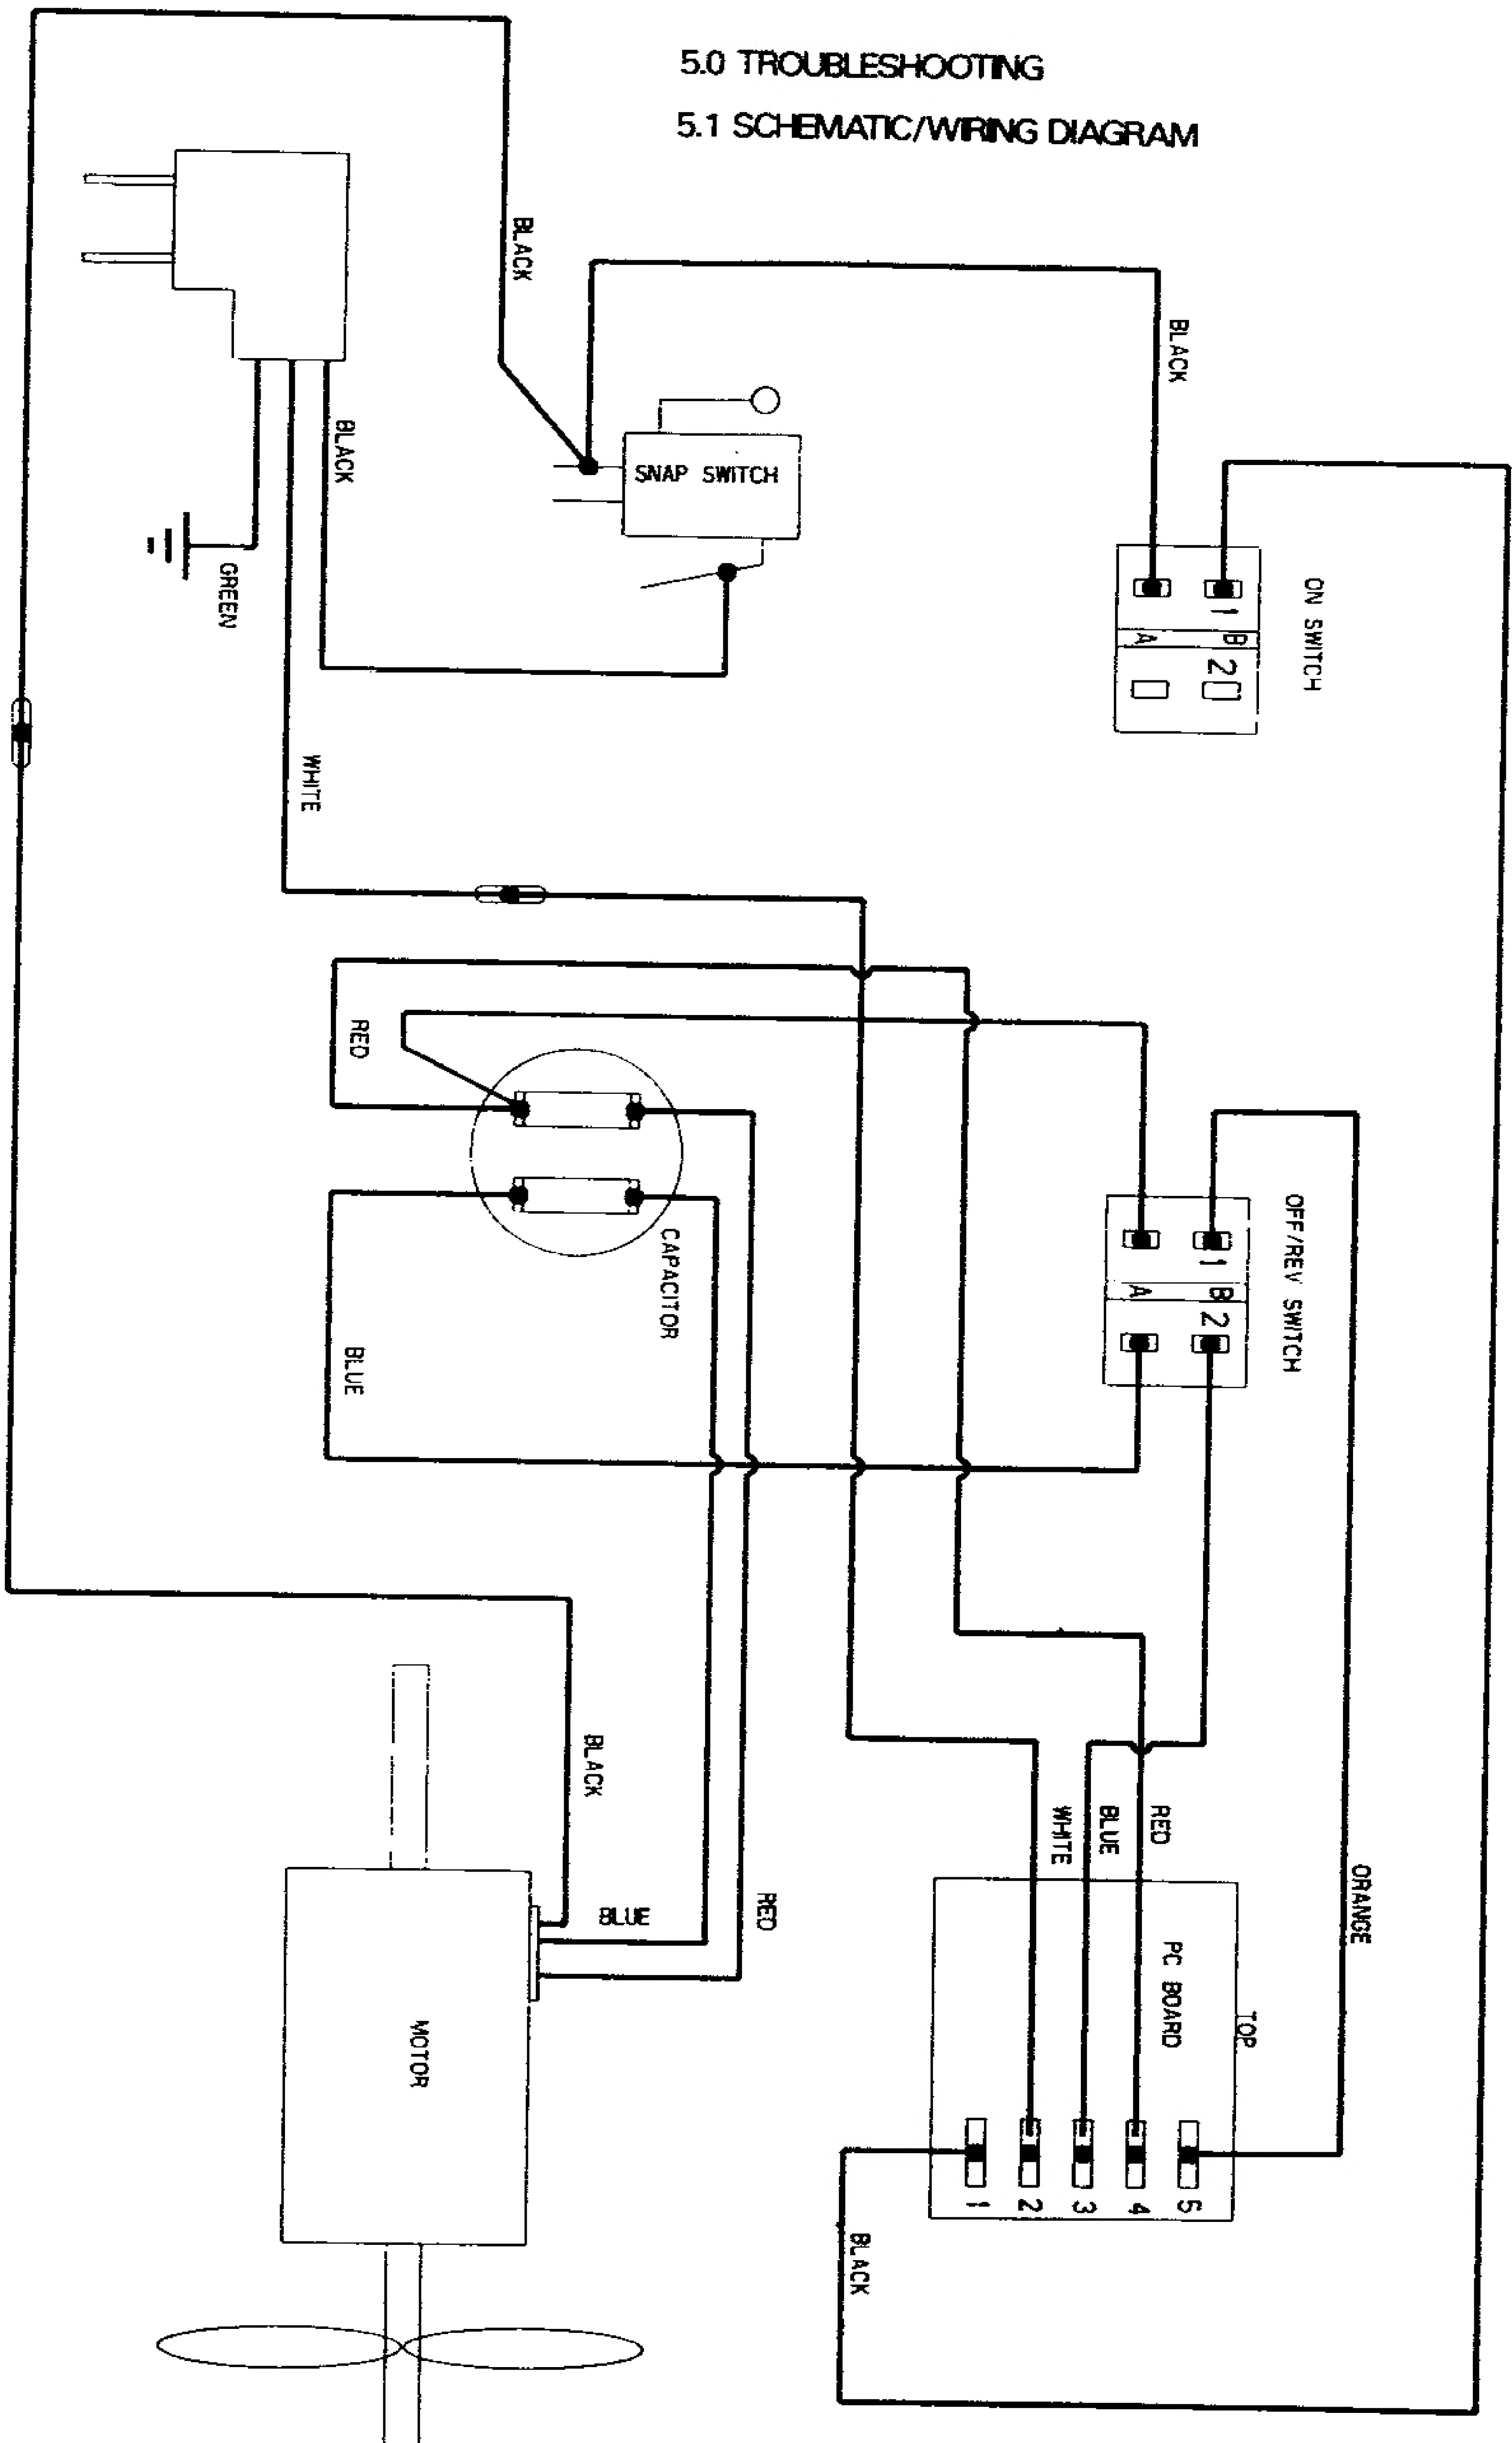 5.0 TROUBLESHOOTING
5.1 SCHEMATIC/WIRING DIAGRAM
BLACK
BLACK
BLACK
SNAP SWITCH
GREEN
ON SWITCH
1
B
2
A
WHITE
RED
CAPACITOR
BLUE
OFF/REV SWITCH
1
B
2
A
BLACK
BLUE
RED
MOTOR
WHITE
BLUE
RED
ORANGE
PC BOARD
TOP
1
2
3
4
5
BLACK